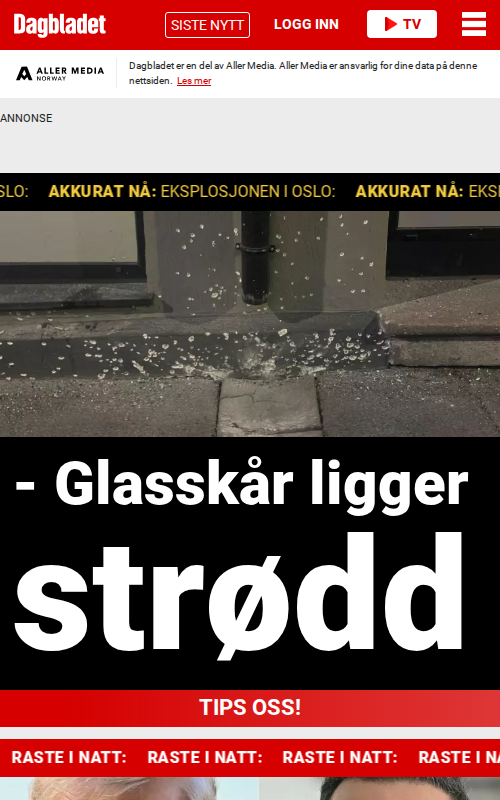 Dagbladet
SISTE NYTT
LOGG INN
TV
ALLER MEDIA
NORWAY
Dagbladet er en del av Aller Media. Aller Media er ansvarlig for dine data på denne
nettsiden. Les mer
ANNONSE
SLO: AKKURAT NÅ: EKSPLOSJONEN I OSLO: AKKURAT NÅ: EKS
- Glasskår ligger
strødd
TIPS OSS!
RASTE I NATT: RASTE I NATT: RASTE I NATT: RASTE I NA